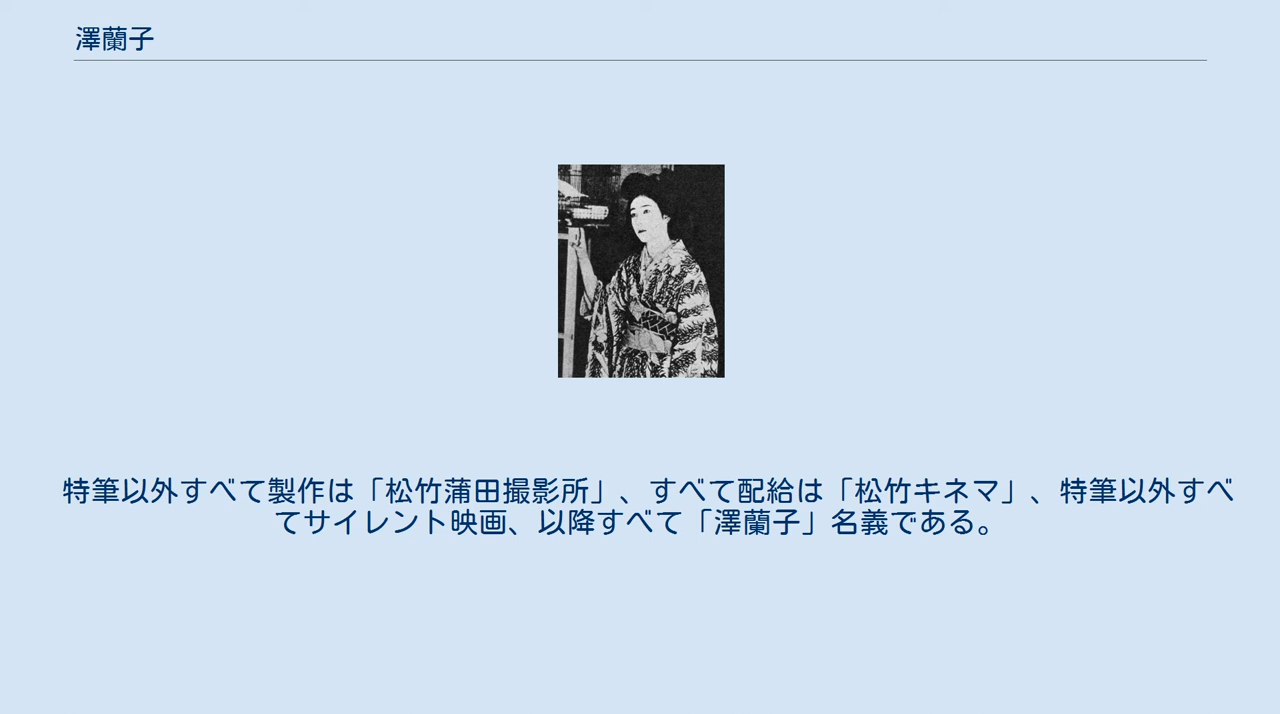 澤蘭子
特筆以外すべて製作は「松竹蒲田撮影所」、すべて配給は「松竹キネマ」、特筆以外すべ
てサイレント映画、以降すべて「澤蘭子」名義である。